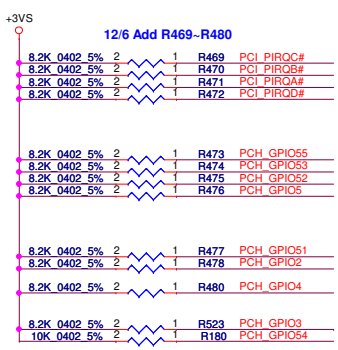 +3VS
12/6 Add R469~R480
8.2K_0402_5% 2 1 R469 PCI_PIRQC#
8.2K_0402_5% 2 1 R470 PCI_PIRQB#
8.2K_0402_5% 2 1 R471 PCI_PIRQA#
8.2K_0402_5% 2 1 R472 PCI_PIRQD#
8.2K_0402_5% 2 1 R473 PCH_GPIO55
8.2K_0402_5% 2 1 R474 PCH_GPIO53
8.2K_0402_5% 2 1 R475 PCH_GPIO52
8.2K_0402_5% 2 1 R476 PCH_GPIO5
8.2K_0402_5% 2 1 R477 PCH_GPIO51
8.2K_0402_5% 2 1 R478 PCH_GPIO2
8.2K_0402_5% 2 1 R480 PCH_GPIO4
8.2K_0402_5% 2 1 R523 PCH_GPIO3
10K_0402_5% 2 1 R180 PCH_GPIO54